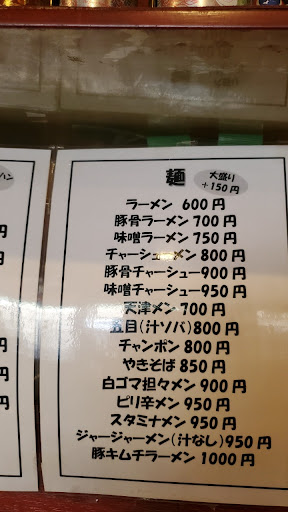 ハン
円
円
円
円
円
麺
大盛り
+150円
ラーメン 600円
豚骨ラーメン 700円
味噌ラーメン 750円
チャーシューメン 800円
豚骨チャーシュー900円
味噌チャーシュー950円
天津メン 700円
五目(汁ソバ)800円
チャンポン 800円
やきそば 850円
白ゴマ担々メン 900円
ピリ辛メン 950円
スタミナメン 950円
ジャージャーメン(汁なし)950円
豚キムチラーメン 1000円